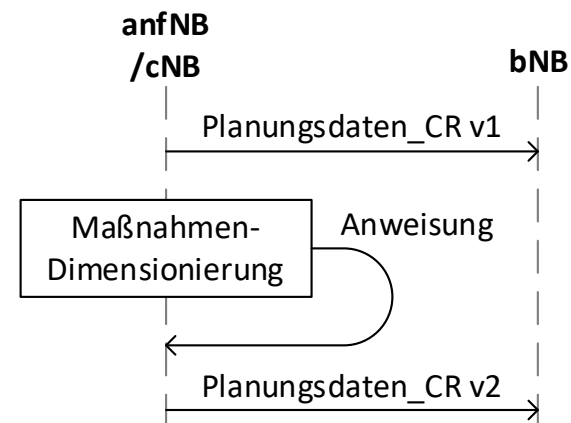 anfNB
/cNB
bNB
Planungsdaten_CR v1
Maßnahmen-
Dimensionierung
Anweisung
Planungsdaten_CR v2